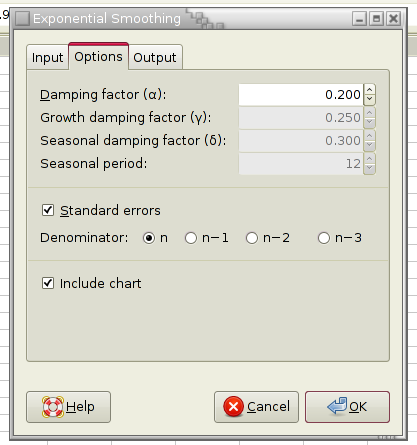 .9
Exponential Smoothing
Input Options Output
Damping factor (α): 0.200
Growth damping factor (γ): 0.250
Seasonal damping factor (δ): 0.300
Seasonal period: 12
Standard errors
Denominator: n n−1 n−2 n−3
Include chart
Help Cancel OK